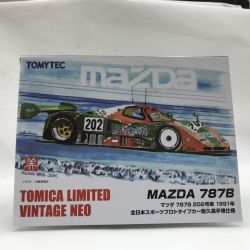 TOMYTEC
mazda
202
TOMICA LIMITED
VINTAGE NEO
MAZDA 787B
マツダ 787B 202号車 1991年
全日本スポーツプロトタイプカー耐久選手権仕様